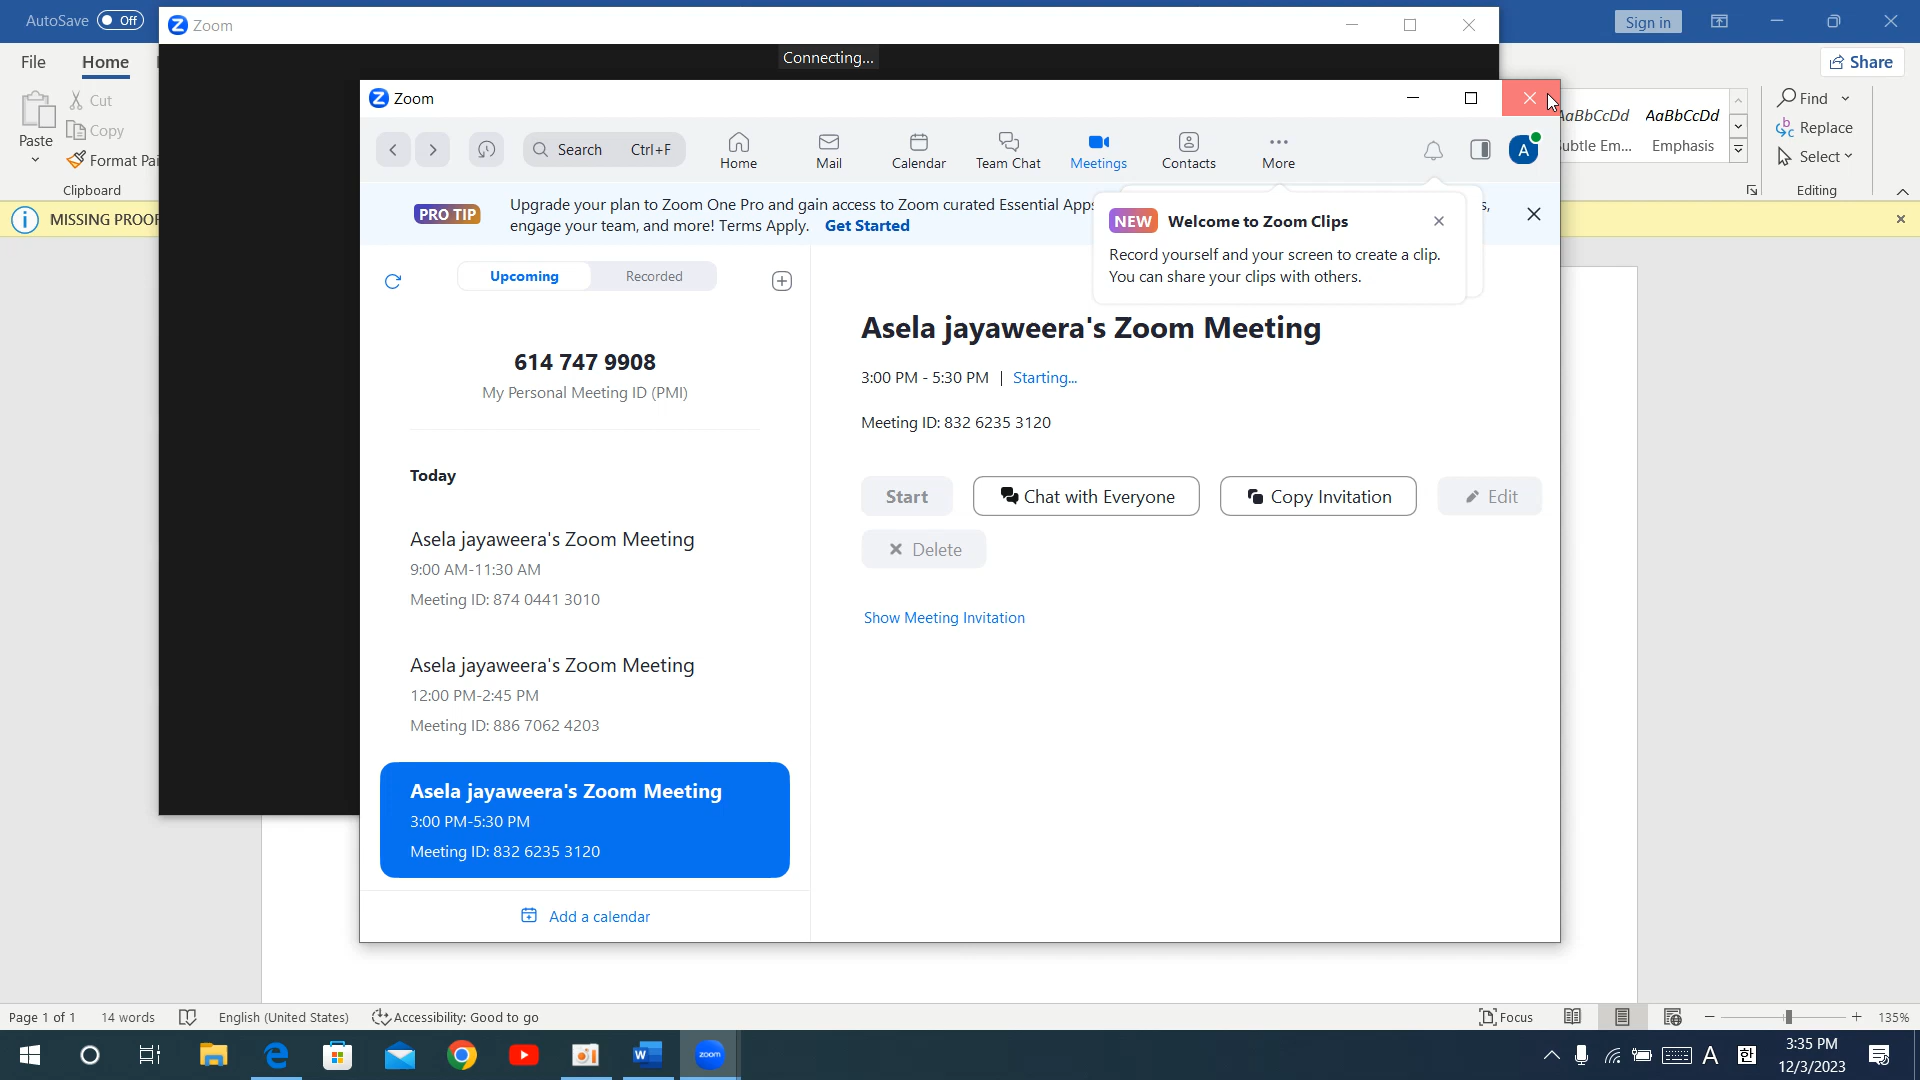 AutoSave Off
Zoom
Sign in
Connecting...
File Home
Share
Zoom
Paste
Cut
Copy
Format Pai
Clipboard
Search Ctrl+F
Home
Mail
Calendar
Team Chat
Meetings
Contacts
More
A
AaBbCcDd AaBbCcDd
ubtle Em... Emphasis
Find
Replace
Select
Editing
MISSING PROOF
PRO TIP
Upgrade your plan to Zoom One Pro and gain access to Zoom curated Essential Apps
engage your team, and more! Terms Apply. Get Started
NEW Welcome to Zoom Clips
Record yourself and your screen to create a clip.
You can share your clips with others.
Upcoming Recorded
614 747 9908
My Personal Meeting ID (PMI)
Today
Asela jayaweera's Zoom Meeting
9:00 AM-11:30 AM
Meeting ID: 874 0441 3010
Asela jayaweera's Zoom Meeting
12:00 PM-2:45 PM
Meeting ID: 886 7062 4203
Asela jayaweera's Zoom Meeting
3:00 PM-5:30 PM
Meeting ID: 832 6235 3120
Add a calendar
Asela jayaweera's Zoom Meeting
3:00 PM - 5:30 PM | Starting...
Meeting ID: 832 6235 3120
Start Chat with Everyone Copy Invitation Edit
Delete
Show Meeting Invitation
Page 1 of 1 14 words English (United States) Accessibility: Good to go
Focus 135%
zoom
A 한
3:35 PM
12/3/2023